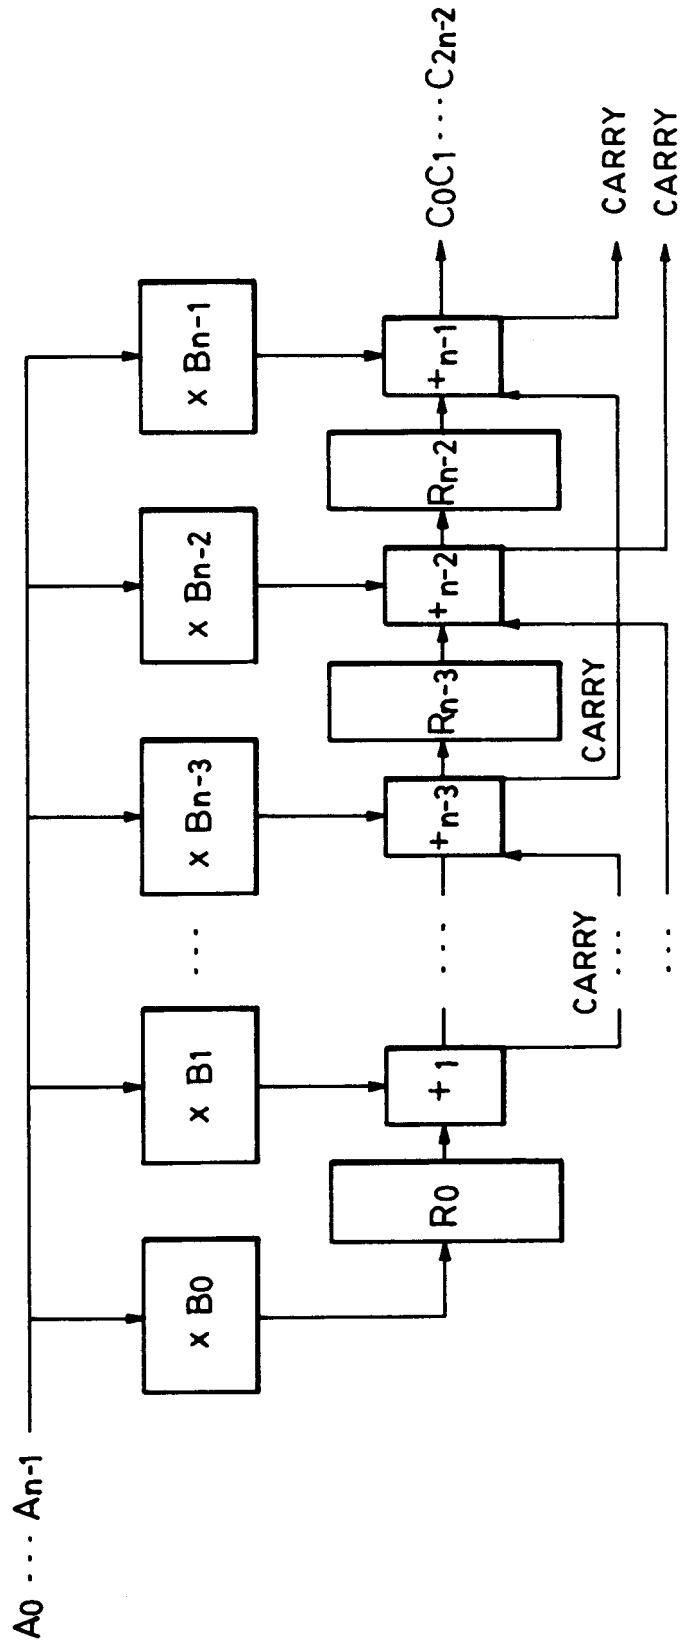 A0 ··· An-1
× B0
× B1
···
× Bn-3
× Bn-2
× Bn-1
R0
+1
···
+n-3
Rn-3
+n-2
Rn-2
+n-1
C0C1 ··· C2n-2
CARRY
···
CARRY
CARRY
···
CARRY